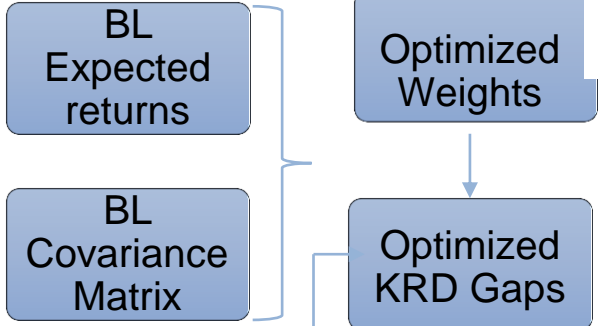 BL
Expected
returns
Optimized
Weights
BL
Covariance
Matrix
Optimized
KRD Gaps